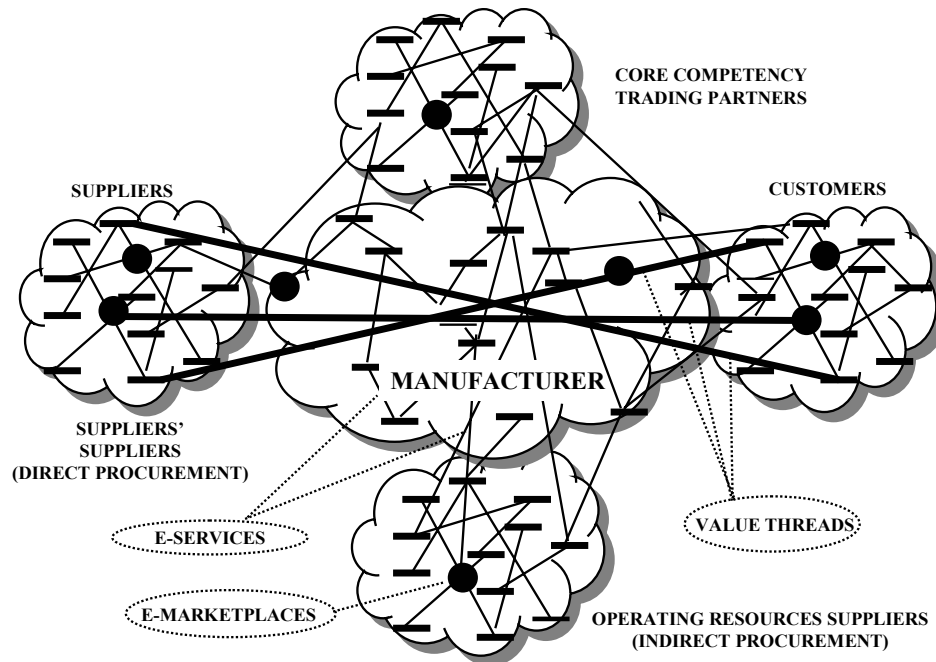 CORE COMPETENCY
TRADING PARTNERS
SUPPLIERS
CUSTOMERS
MANUFACTURER
SUPPLIERS’
SUPPLIERS
(DIRECT PROCUREMENT)
E-SERVICES
VALUE THREADS
E-MARKETPLACES
OPERATING RESOURCES SUPPLIERS
(INDIRECT PROCUREMENT)